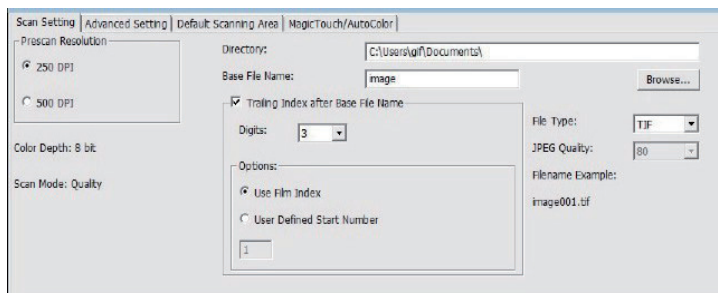 Scan Setting | Advanced Setting | Default Scanning Area | MagicTouch/AutoColor
Prescan Resolution
250 DPI
500 DPI
Color Depth: 8 bit
Scan Mode: Quality
Directory: C:\Users\gif\Documents\
Base File Name: image Browse...
Trailing Index after Base File Name
Digits: 3
Options:
Use Film Index
User Defined Start Number
1
File Type: TIF
JPEG Quality: 80
Filename Example:
image001.tif